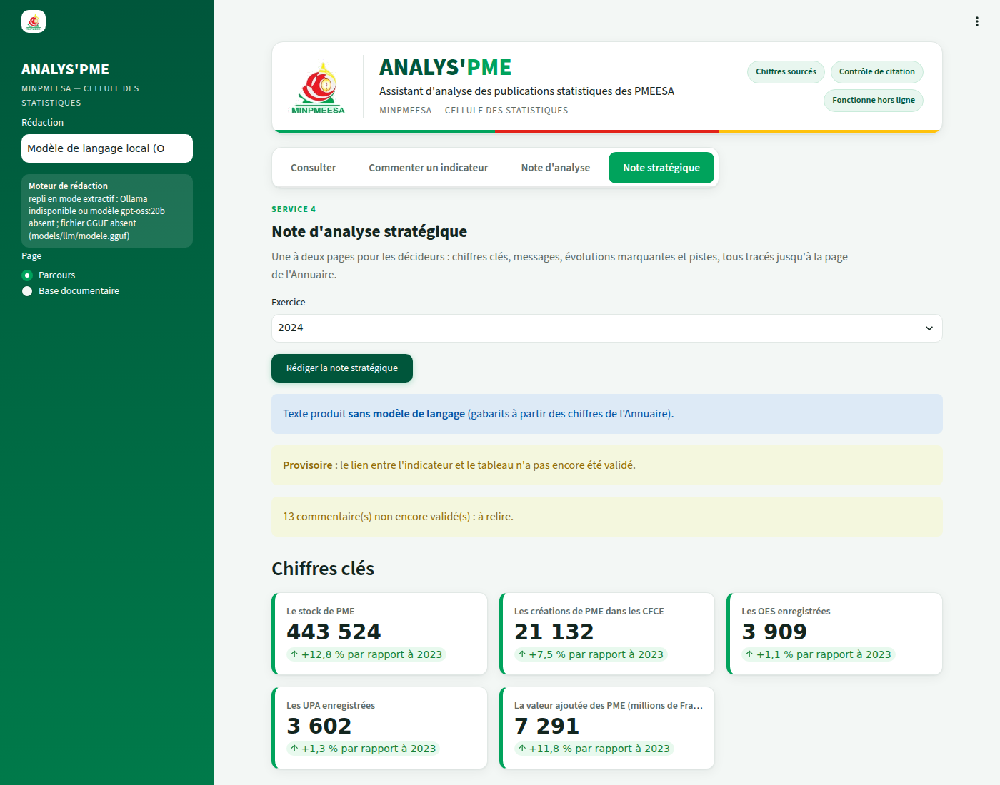 ANALYS'PME
MINPMEESA — CELLULE DES
STATISTIQUES
Rédaction
Modèle de langage local (O
Moteur de rédaction
repli en mode extractif : Ollama
indisponible ou modèle gpt-oss:20b
absent ; fichier GGUF absent
(models/llm/modele.gguf)
Page
Parcours
Base documentaire
MINPMEESA
ANALYS'PME
Assistant d'analyse des publications statistiques des PMEESA
MINPMEESA — CELLULE DES STATISTIQUES
Chiffres sourcés
Contrôle de citation
Fonctionne hors ligne
Consulter
Commenter un indicateur
Note d'analyse
Note stratégique
SERVICE 4
Note d'analyse stratégique
Une à deux pages pour les décideurs : chiffres clés, messages, évolutions marquantes et pistes, tous tracés jusqu'à la page
de l'Annuaire.
Exercice
2024
Rédiger la note stratégique
Texte produit sans modèle de langage (gabarits à partir des chiffres de l'Annuaire).
Provisoire : le lien entre l'indicateur et le tableau n'a pas encore été validé.
13 commentaire(s) non encore validé(s) : à relire.
Chiffres clés
Le stock de PME
443 524
↑ +12,8 % par rapport à 2023
Les créations de PME dans les CFCE
21 132
↑ +7,5 % par rapport à 2023
Les OES enregistrées
3 909
↑ +1,1 % par rapport à 2023
Les UPA enregistrées
3 602
↑ +1,3 % par rapport à 2023
La valeur ajoutée des PME (millions de Fra…
7 291
↑ +11,8 % par rapport à 2023